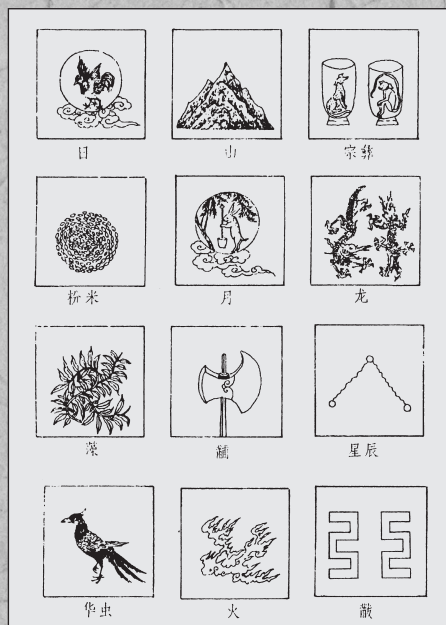 日 山 宗彝
粉米 月 龙
藻 黼 星辰
华虫 火 黻